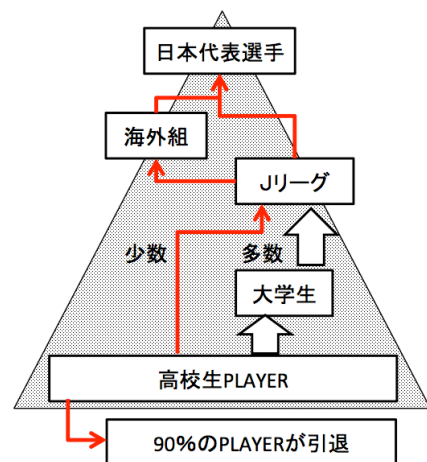 日本代表選手
海外組
Jリーグ
少数
多数
大学生
高校生PLAYER
90%のPLAYERが引退